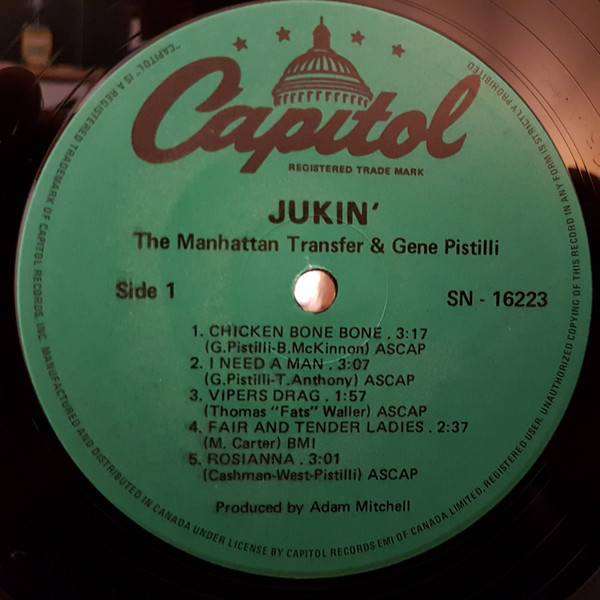 Capitol
REGISTERED TRADE MARK
JUKIN'
The Manhattan Transfer & Gene Pistilli
Side 1
SN - 16223
1. CHICKEN BONE BONE . 3:17
(G.Pistilli-B.McKinnon) ASCAP
2. I NEED A MAN . 3:07
(G.Pistilli-T.Anthony) ASCAP
3. VIPERS DRAG . 1:57
(Thomas "Fats" Waller) ASCAP
4. FAIR AND TENDER LADIES . 2:37
(M. Carter) BMI
5. ROSIANNA . 3:01
(Cashman-West-Pistilli) ASCAP
Produced by Adam Mitchell
"CAPITOL" IS A REGISTERED TRADEMARK OF CAPITOL RECORDS, INC. MANUFACTURED AND DISTRIBUTED IN CANADA UNDER LICENSE BY CAPITOL RECORDS-EMI OF CANADA LIMITED, REGISTERED USER. UNAUTHORIZED COPYING OF THIS RECORD IN ANY FORM IS STRICTLY PROHIBITED